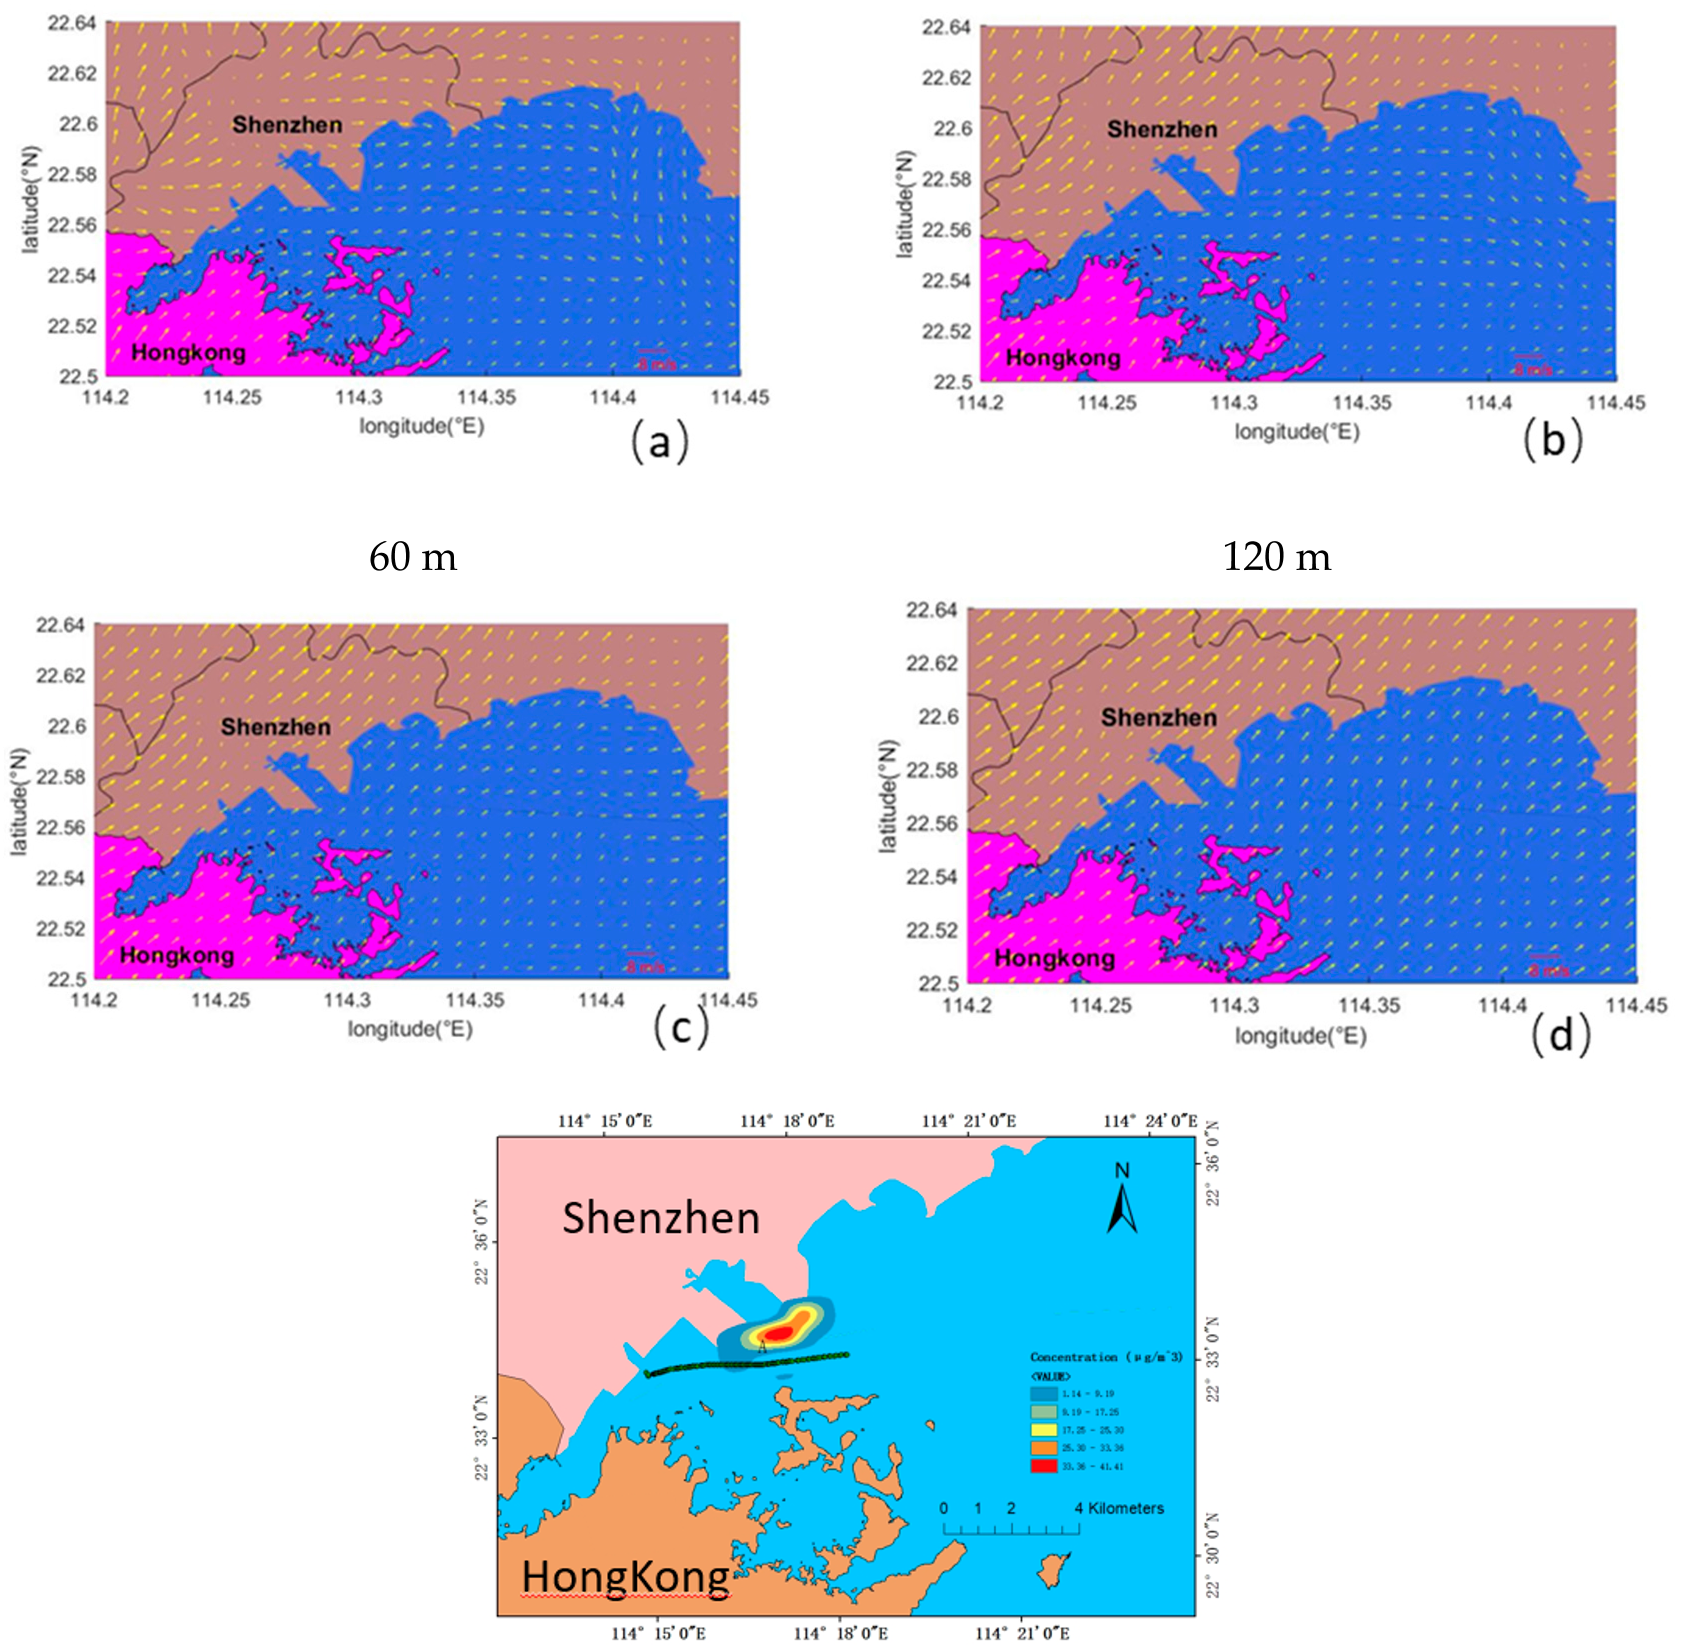 22.64
22.62
22.6
22.58
22.56
22.54
22.52
22.5
latitude(°N)
Shenzhen
Hongkong
8 m/s
114.2 114.25 114.3 114.35 114.4 114.45
longitude(°E)
(a)
22.64
22.62
22.6
22.58
22.56
22.54
22.52
22.5
latitude(°N)
Shenzhen
Hongkong
8 m/s
114.2 114.25 114.3 114.35 114.4 114.45
longitude(°E)
(b)
60 m
120 m
22.64
22.62
22.6
22.58
22.56
22.54
22.52
22.5
latitude(°N)
Shenzhen
Hongkong
8 m/s
114.2 114.25 114.3 114.35 114.4 114.45
longitude(°E)
(c)
22.64
22.62
22.6
22.58
22.56
22.54
22.52
22.5
latitude(°N)
Shenzhen
Hongkong
8 m/s
114.2 114.25 114.3 114.35 114.4 114.45
longitude(°E)
(d)
114° 15'0"E 114° 18'0"E 114° 21'0"E 114° 24'0"E
22° 36'0"N
22° 33'0"N
N
Shenzhen
A
Concentration (μg/m^3)
<VALUE>
1.14 - 9.19
9.19 - 17.25
17.25 - 25.30
25.30 - 33.36
33.36 - 41.41
0 1 2 4 Kilometers
HongKong
22° 36'0"N
22° 33'0"N
22° 30'0"N
114° 15'0"E 114° 18'0"E 114° 21'0"E